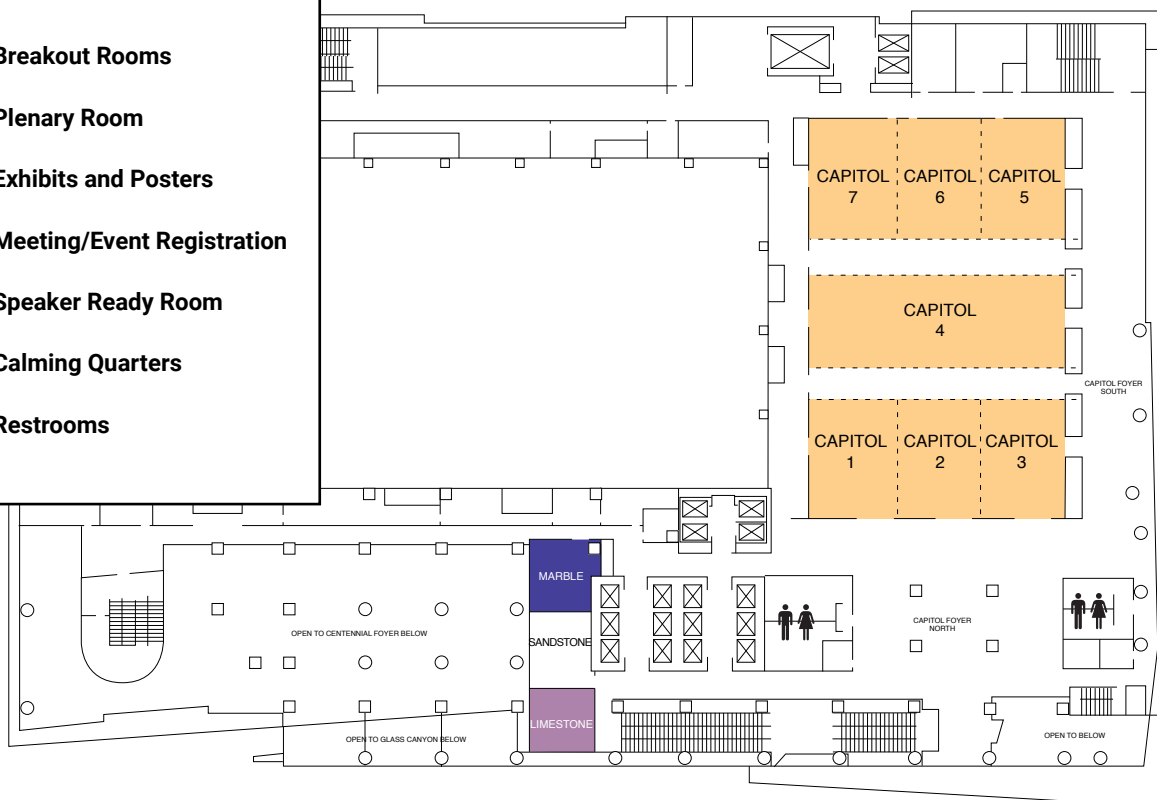 Breakout Rooms
Plenary Room
Exhibits and Posters
Meeting/Event Registration
Speaker Ready Room
Calming Quarters
Restrooms
CAPITOL
7
CAPITOL
6
CAPITOL
5
CAPITOL
4
CAPITOL FOYER
SOUTH
CAPITOL
1
CAPITOL
2
CAPITOL
3
MARBLE
SANDSTONE
LIMESTONE
OPEN TO CENTENNIAL FOYER BELOW
CAPITOL FOYER
NORTH
OPEN TO GLASS CANYON BELOW
OPEN TO BELOW